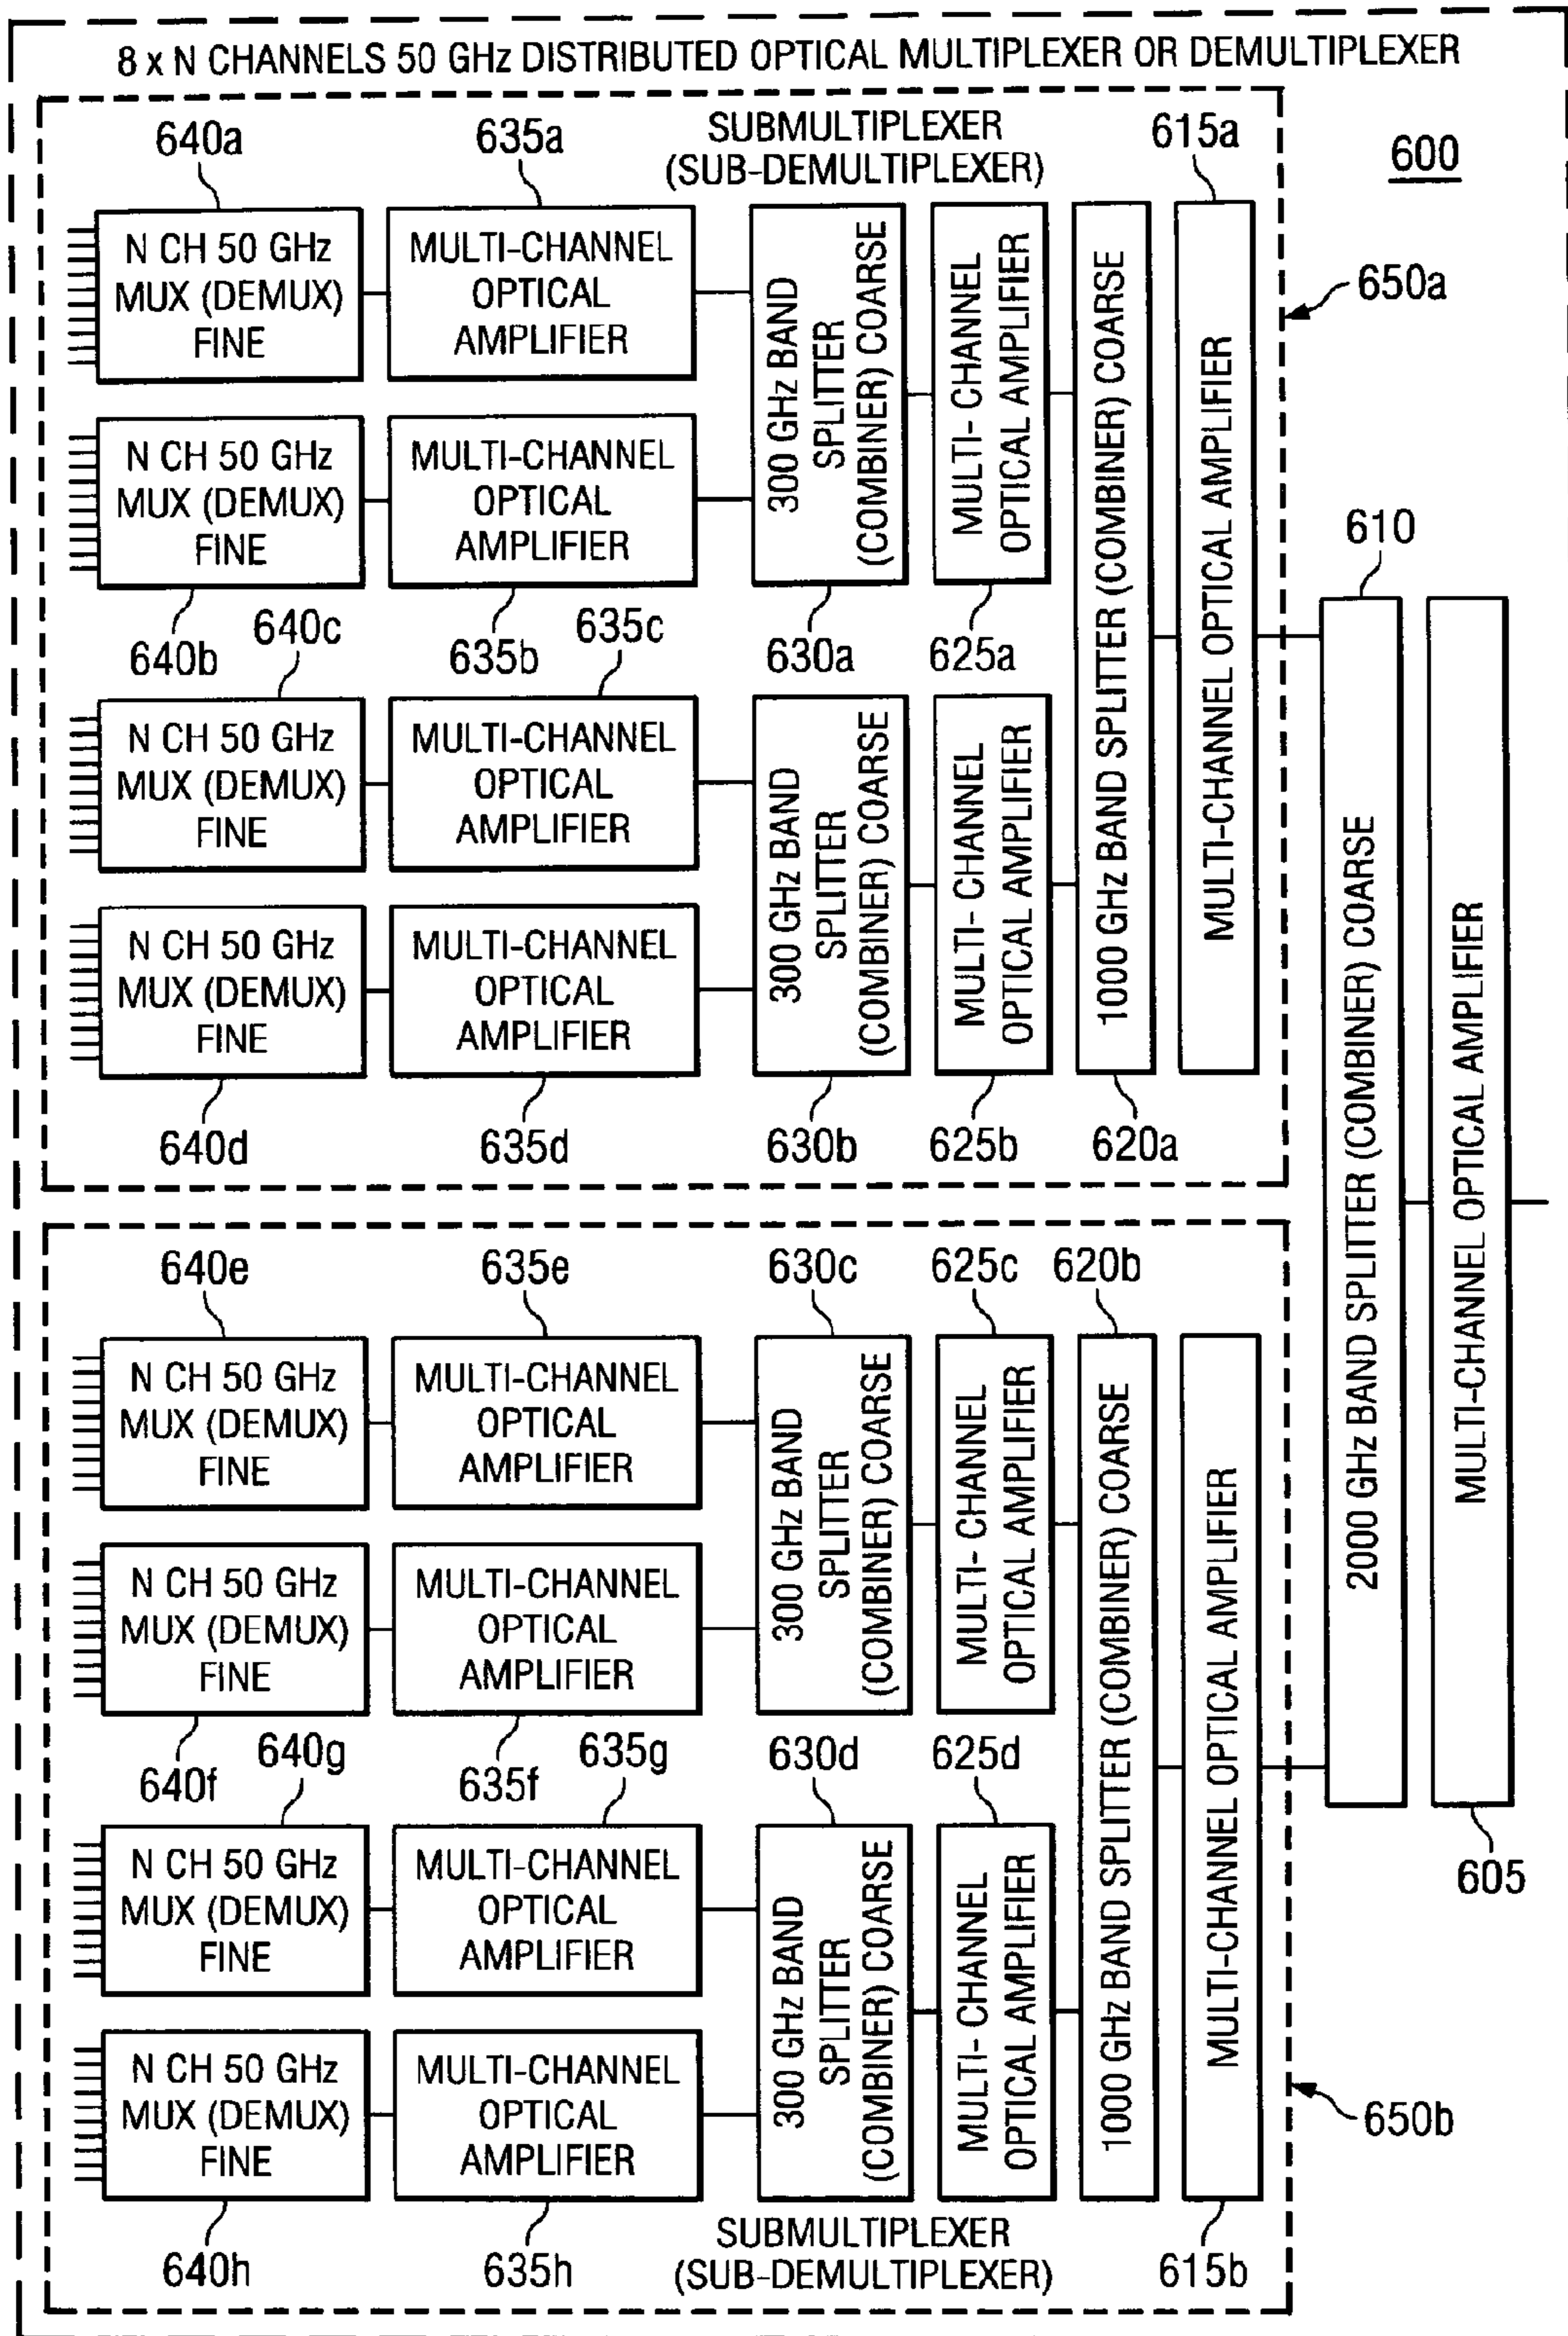 8 x N CHANNELS 50 GHz DISTRIBUTED OPTICAL MULTIPLEXER OR DEMULTIPLEXER
640a
635a
SUBMULTIPLEXER
(SUB-DEMULTIPLEXER)
615a
600
N CH 50 GHz
MUX (DEMUX)
FINE
MULTI-CHANNEL
OPTICAL
AMPLIFIER
300 GHz BAND
SPLITTER
(COMBINER) COARSE
MULTI- CHANNEL
OPTICAL AMPLIFIER
1000 GHz BAND SPLITTER (COMBINER) COARSE
MULTI-CHANNEL OPTICAL AMPLIFIER
650a
N CH 50 GHz
MUX (DEMUX)
FINE
MULTI-CHANNEL
OPTICAL
AMPLIFIER
610
640b
640c
635b
635c
630a
625a
N CH 50 GHz
MUX (DEMUX)
FINE
MULTI-CHANNEL
OPTICAL
AMPLIFIER
300 GHz BAND
SPLITTER
(COMBINER) COARSE
MULTI- CHANNEL
OPTICAL AMPLIFIER
2000 GHz BAND SPLITTER (COMBINER) COARSE
MULTI-CHANNEL OPTICAL AMPLIFIER
N CH 50 GHz
MUX (DEMUX)
FINE
MULTI-CHANNEL
OPTICAL
AMPLIFIER
640d
635d
630b
625b
620a
640e
635e
630c
625c
620b
N CH 50 GHz
MUX (DEMUX)
FINE
MULTI-CHANNEL
OPTICAL
AMPLIFIER
300 GHz BAND
SPLITTER
(COMBINER) COARSE
MULTI- CHANNEL
OPTICAL AMPLIFIER
1000 GHz BAND SPLITTER (COMBINER) COARSE
MULTI-CHANNEL OPTICAL AMPLIFIER
N CH 50 GHz
MUX (DEMUX)
FINE
MULTI-CHANNEL
OPTICAL
AMPLIFIER
640f
640g
635f
635g
630d
625d
605
N CH 50 GHz
MUX (DEMUX)
FINE
MULTI-CHANNEL
OPTICAL
AMPLIFIER
300 GHz BAND
SPLITTER
(COMBINER) COARSE
MULTI- CHANNEL
OPTICAL AMPLIFIER
N CH 50 GHz
MUX (DEMUX)
FINE
MULTI-CHANNEL
OPTICAL
AMPLIFIER
650b
640h
635h
SUBMULTIPLEXER
(SUB-DEMULTIPLEXER)
615b